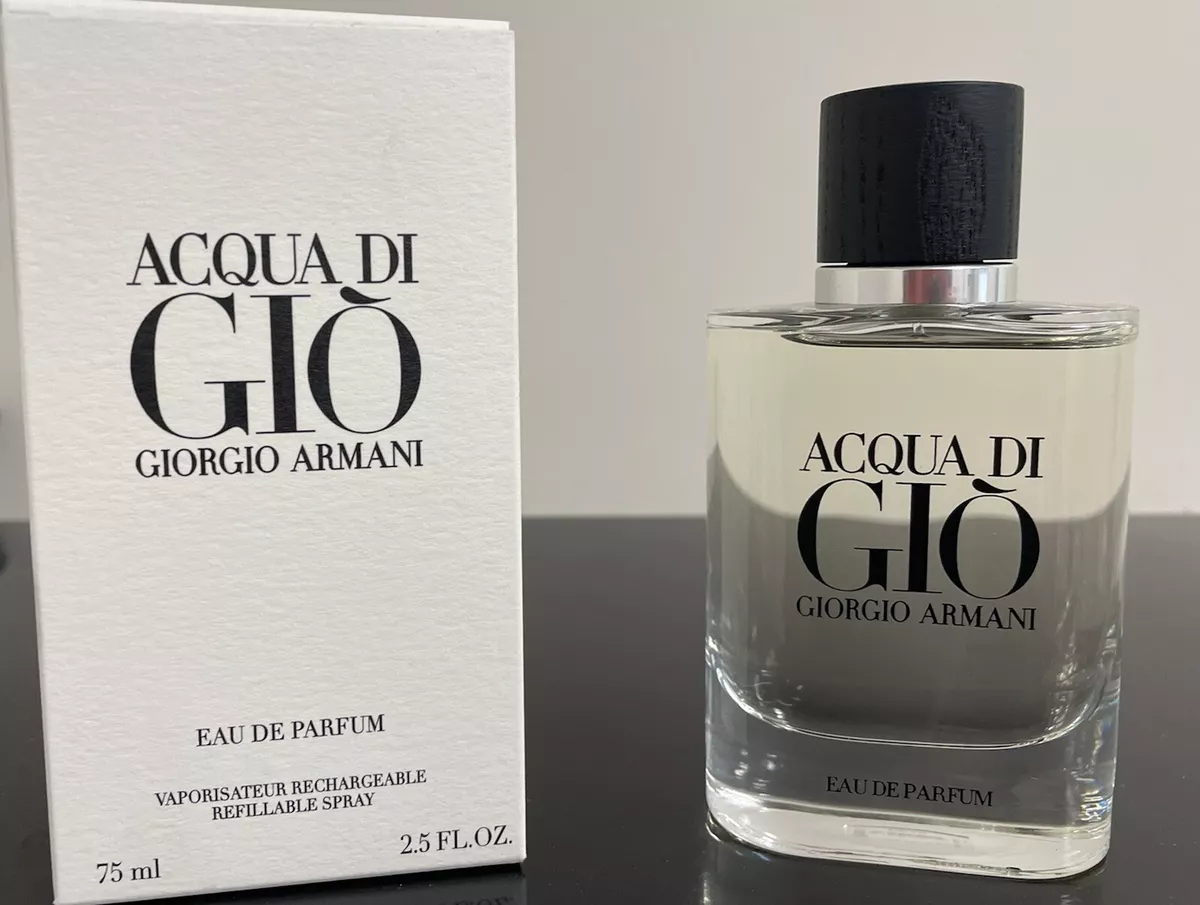 ACQUA DI
GIÒ
GIORGIO ARMANI
EAU DE PARFUM
VAPORISATEUR RECHARGEABLE
REFILLABLE SPRAY
75 ml
2.5 FL.OZ.
ACQUA DI
GIÒ
GIORGIO ARMANI
EAU DE PARFUM